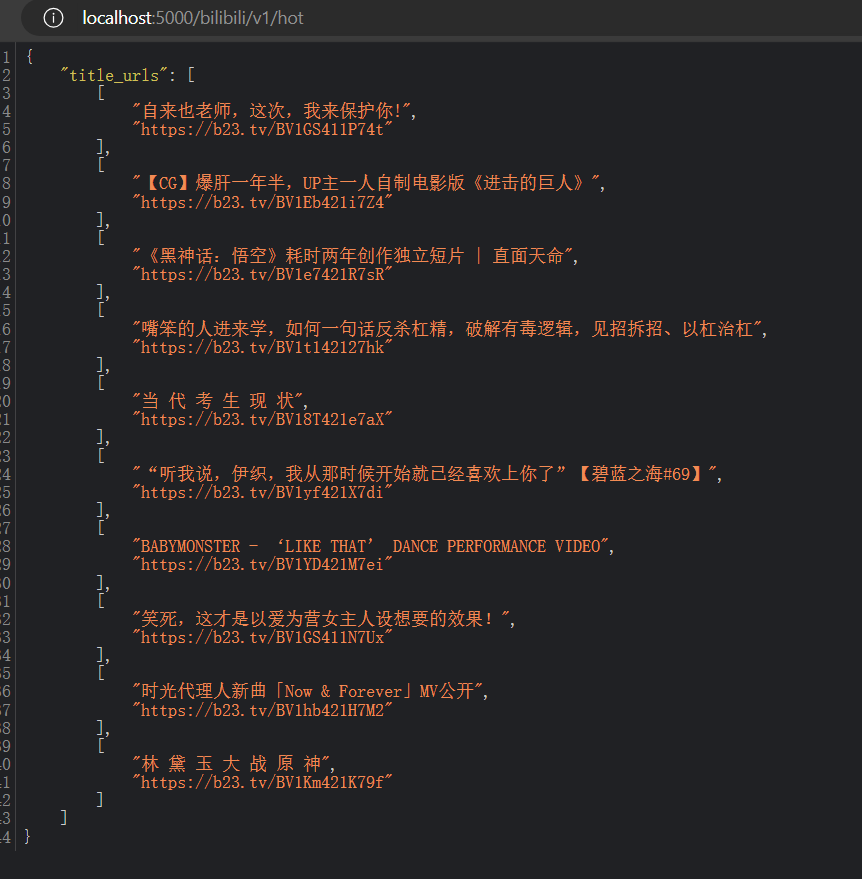 localhost:5000/bilibili/v1/hot
1 {
2 "title_urls": [
3 [
4 "自来也老师，这次，我来保护你!",
5 "https://b23.tv/BV1GS411P74t"
6 ],
7 [
8 "【CG】爆肝一年半，UP主一人自制电影版《进击的巨人》",
9 "https://b23.tv/BV1Eb421i7Z4"
0 ],
1 [
2 "《黑神话：悟空》耗时两年创作独立短片 | 直面天命",
3 "https://b23.tv/BV1e7421R7sR"
4 ],
5 [
6 "嘴笨的人进来学，如何一句话反杀杠精，破解有毒逻辑，见招拆招、以杠治杠",
7 "https://b23.tv/BV1t142127hk"
8 ],
9 [
20 "当 代 考 生 现 状",
21 "https://b23.tv/BV18T421e7aX"
22 ],
23 [
24 "“听我说，伊织，我从那时候开始就已经喜欢上你了”【碧蓝之海#69】",
25 "https://b23.tv/BV1yf421X7di"
26 ],
27 [
28 "BABYMONSTER - ‘LIKE THAT’ DANCE PERFORMANCE VIDEO",
29 "https://b23.tv/BV1YD421M7ei"
30 ],
31 [
32 "笑死，这才是以爱为营女主人设想要的效果！",
33 "https://b23.tv/BV1GS411N7Ux"
34 ],
35 [
36 "时光代理人新曲「Now & Forever」MV公开",
37 "https://b23.tv/BV1hb421H7M2"
38 ],
39 [
40 "林 黛 玉 大 战 原 神",
41 "https://b23.tv/BV1Km421K79f"
42 ]
43 ]
44 }